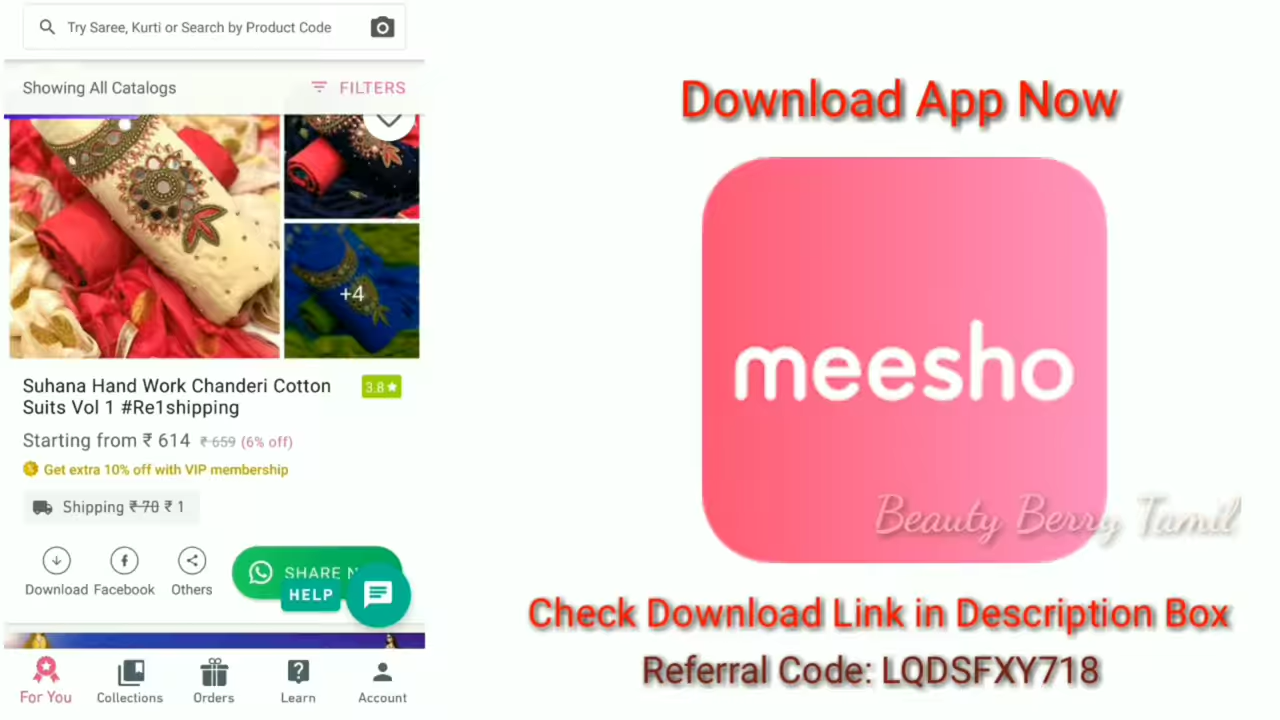 Try Saree, Kurti or Search by Product Code
Showing All Catalogs
FILTERS
+4
Suhana Hand Work Chanderi Cotton
Suits Vol 1 #Re1shipping
3.8★
Starting from ₹ 614 ₹ 659 (6% off)
Get extra 10% off with VIP membership
Shipping ₹ 70 ₹ 1
Download
Facebook
Others
SHARE N
HELP
For You
Collections
Orders
Learn
Account
Download App Now
meesho
Beauty Berry Tamil
Check Download Link in Description Box
Referral Code: LQDSFXY718